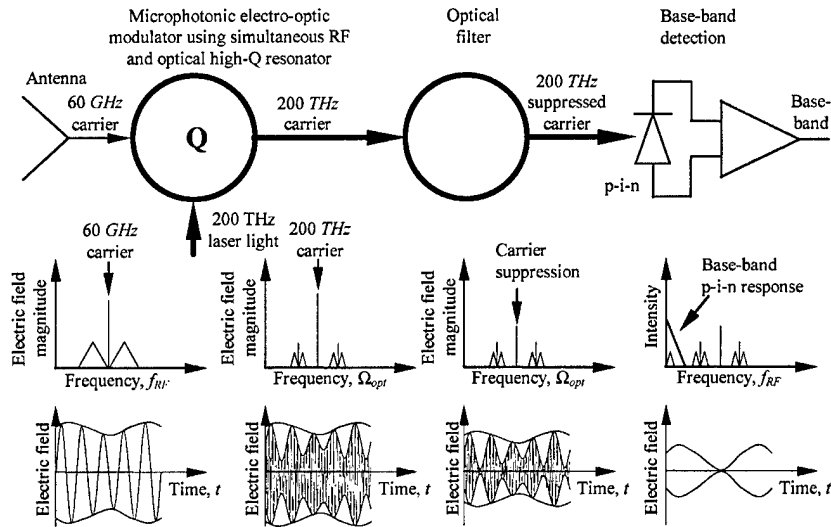 Microphotonic electro-optic
modulator using simultaneous RF
and optical high-Q resonator
Optical
filter
Base-band
detection
Antenna
60 GHz
carrier
Q
200 THz
carrier
200 THz
suppressed
carrier
p-i-n
Base-
band
200 THz
laser light
60 GHz
carrier
Electric field
magnitude
Frequency, fRF
200 THz
carrier
Electric field
magnitude
Frequency, Ωopt
Carrier
suppression
Electric field
magnitude
Frequency, Ωopt
Base-band
p-i-n response
Intensity
Frequency, fRF
Electric field
Time, t
Electric field
Time, t
Electric field
Time, t
Electric field
Time, t